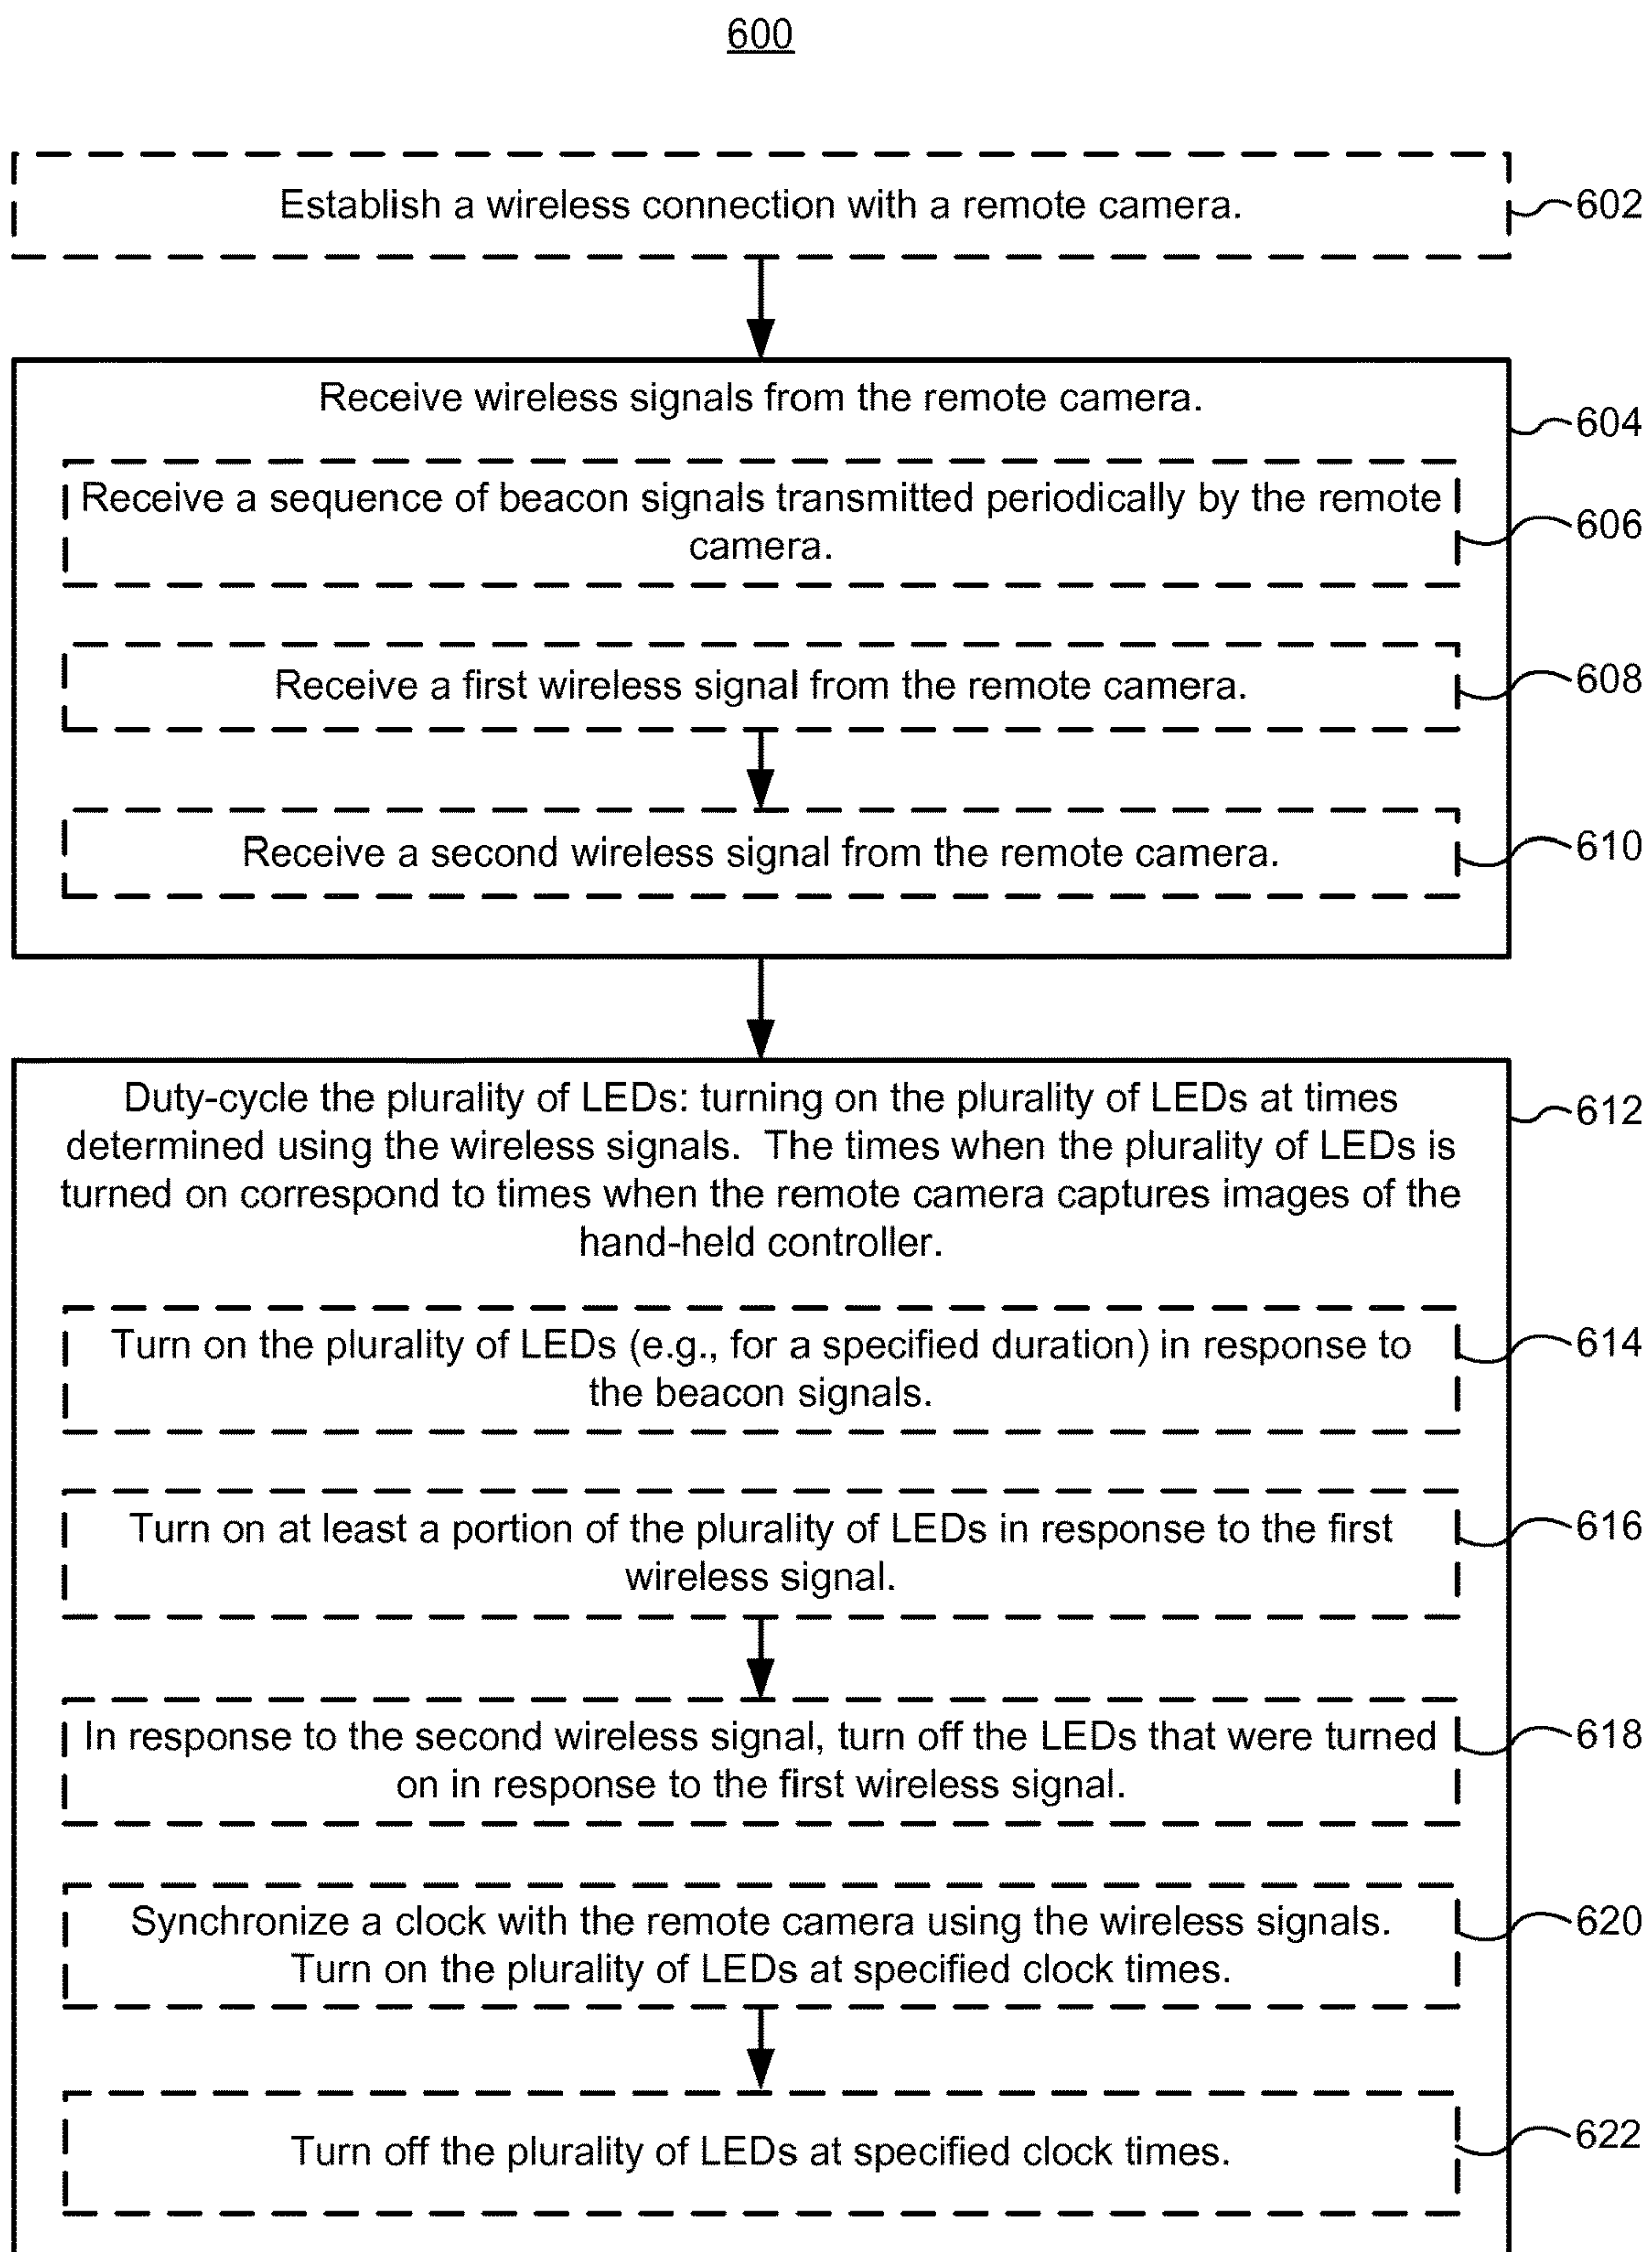 600
Establish a wireless connection with a remote camera.
602
Receive wireless signals from the remote camera.
604
Receive a sequence of beacon signals transmitted periodically by the remote
camera.
606
Receive a first wireless signal from the remote camera.
608
Receive a second wireless signal from the remote camera.
610
Duty-cycle the plurality of LEDs: turning on the plurality of LEDs at times
determined using the wireless signals.  The times when the plurality of LEDs is
turned on correspond to times when the remote camera captures images of the
hand-held controller.
612
Turn on the plurality of LEDs (e.g., for a specified duration) in response to
the beacon signals.
614
Turn on at least a portion of the plurality of LEDs in response to the first
wireless signal.
616
In response to the second wireless signal, turn off the LEDs that were turned
on in response to the first wireless signal.
618
Synchronize a clock with the remote camera using the wireless signals.
Turn on the plurality of LEDs at specified clock times.
620
Turn off the plurality of LEDs at specified clock times.
622